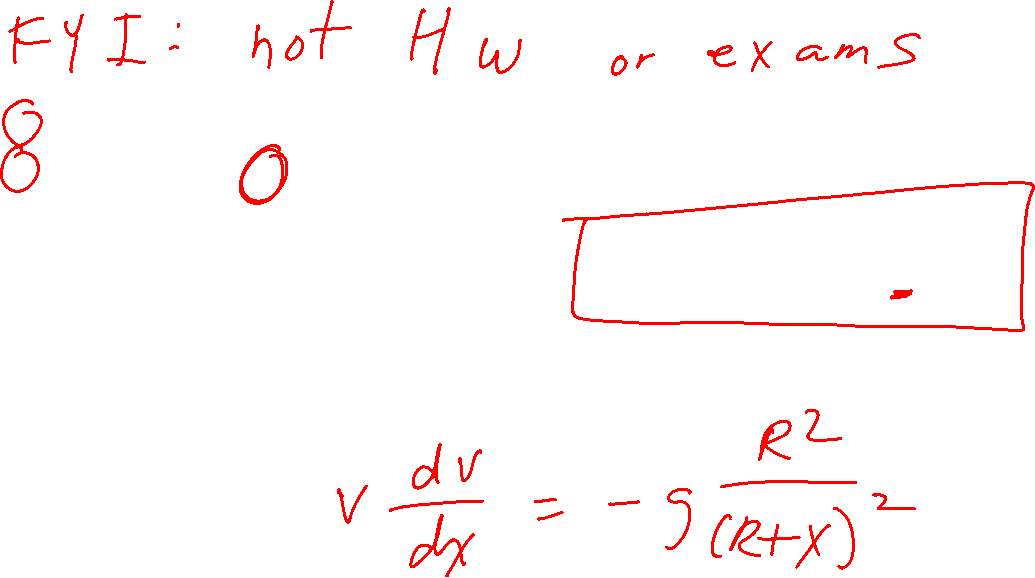 FYI: not HW or exams
8 0
v dv/dx = -g R^2/(R+x)^2